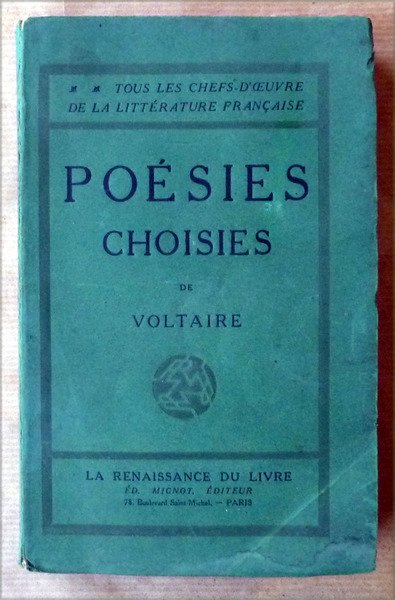 TOUS LES CHEFS-D'ŒUVRE
DE LA LITTÉRATURE FRANÇAISE
POÉSIES
CHOISIES
DE
VOLTAIRE
LA RENAISSANCE DU LIVRE
ÉD. MIGNOT, ÉDITEUR
78, Boulevard Saint-Michel, — PARIS